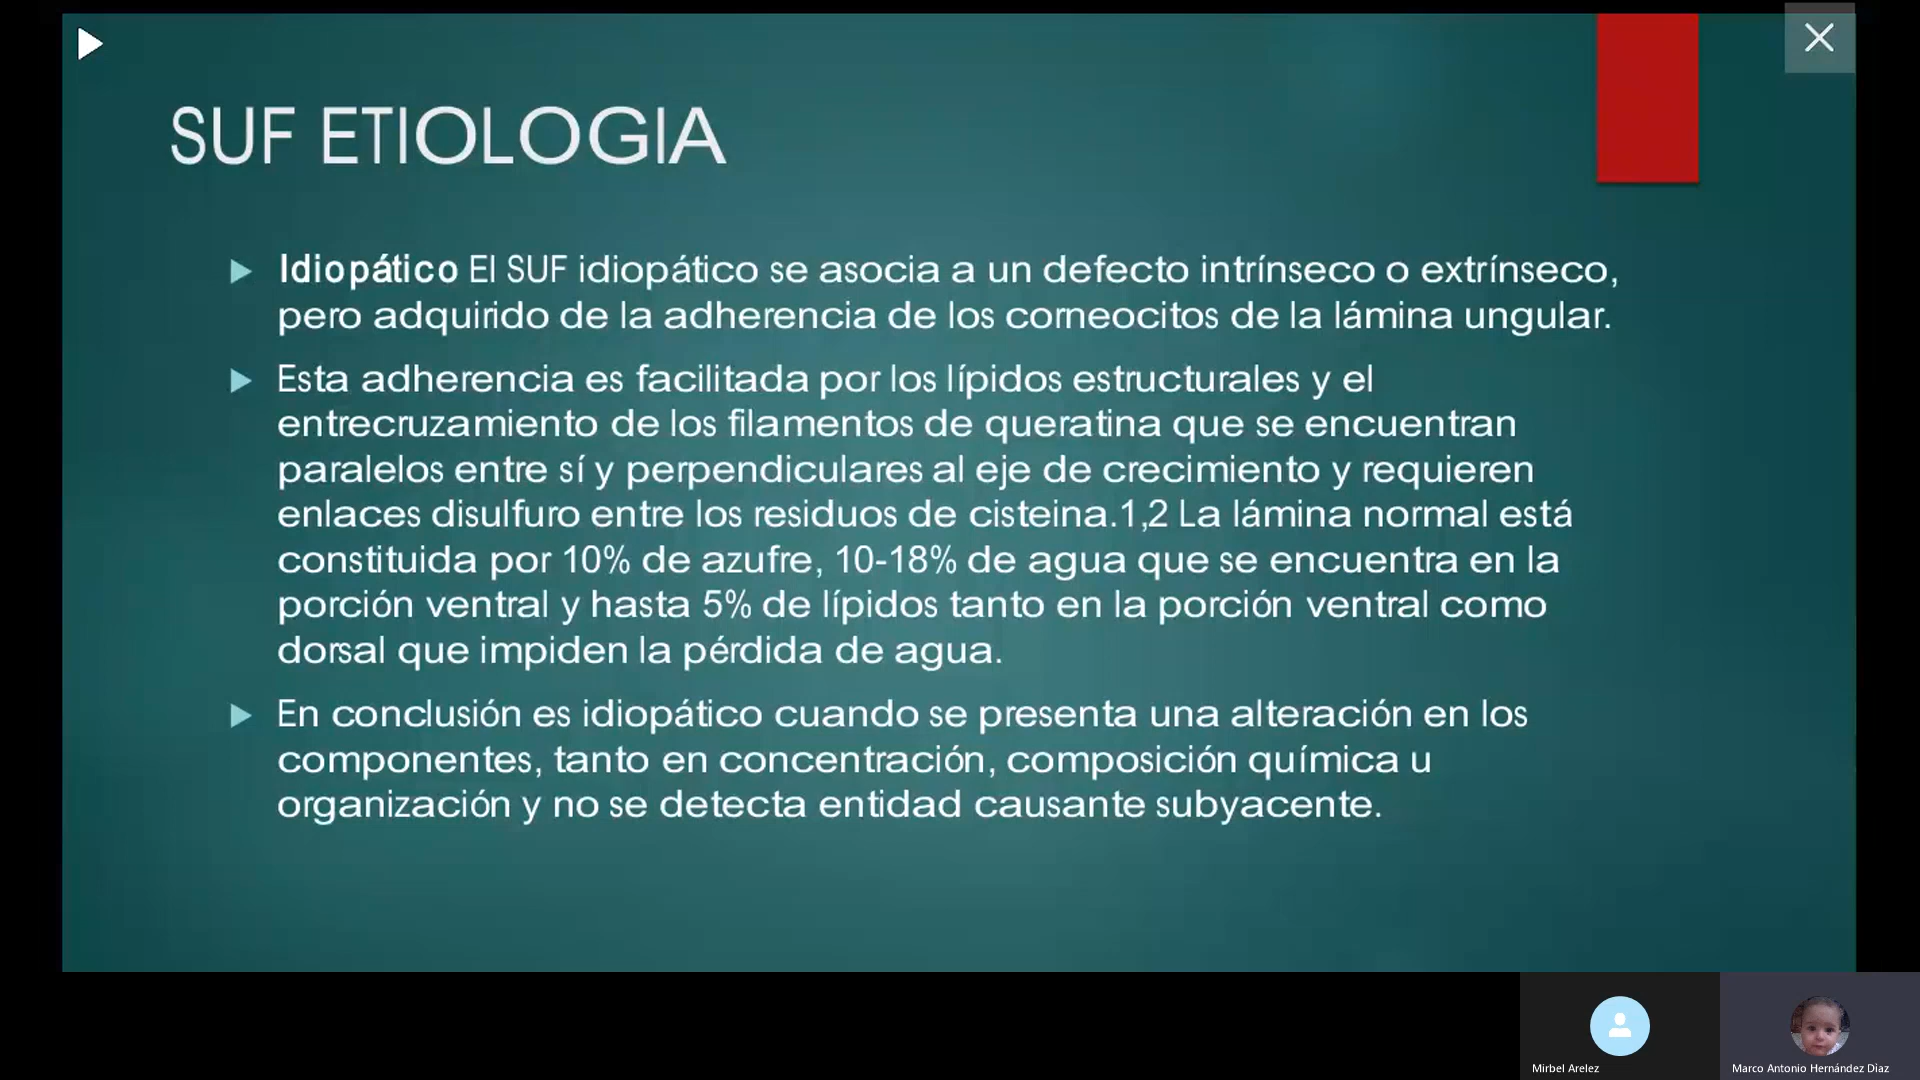 SUF ETIOLOGIA
Idiopático El SUF idiopático se asocia a un defecto intrínseco o extrínseco,
pero adquirido de la adherencia de los corneocitos de la lámina ungular.
Esta adherencia es facilitada por los lípidos estructurales y el
entrecruzamiento de los filamentos de queratina que se encuentran
paralelos entre sí y perpendiculares al eje de crecimiento y requieren
enlaces disulfuro entre los residuos de cisteina.1,2 La lámina normal está
constituida por 10% de azufre, 10-18% de agua que se encuentra en la
porción ventral y hasta 5% de lípidos tanto en la porción ventral como
dorsal que impiden la pérdida de agua.
En conclusión es idiopático cuando se presenta una alteración en los
componentes, tanto en concentración, composición química u
organización y no se detecta entidad causante subyacente.
Mirbel Arelez
Marco Antonio Hernández Dìaz